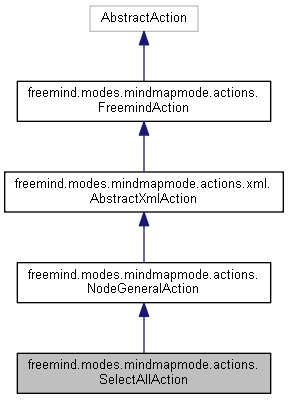 AbstractAction
freemind.modes.mindmapmode.actions.
FreemindAction
freemind.modes.mindmapmode.actions.xml.
AbstractXmlAction
freemind.modes.mindmapmode.actions.
NodeGeneralAction
freemind.modes.mindmapmode.actions.
SelectAllAction